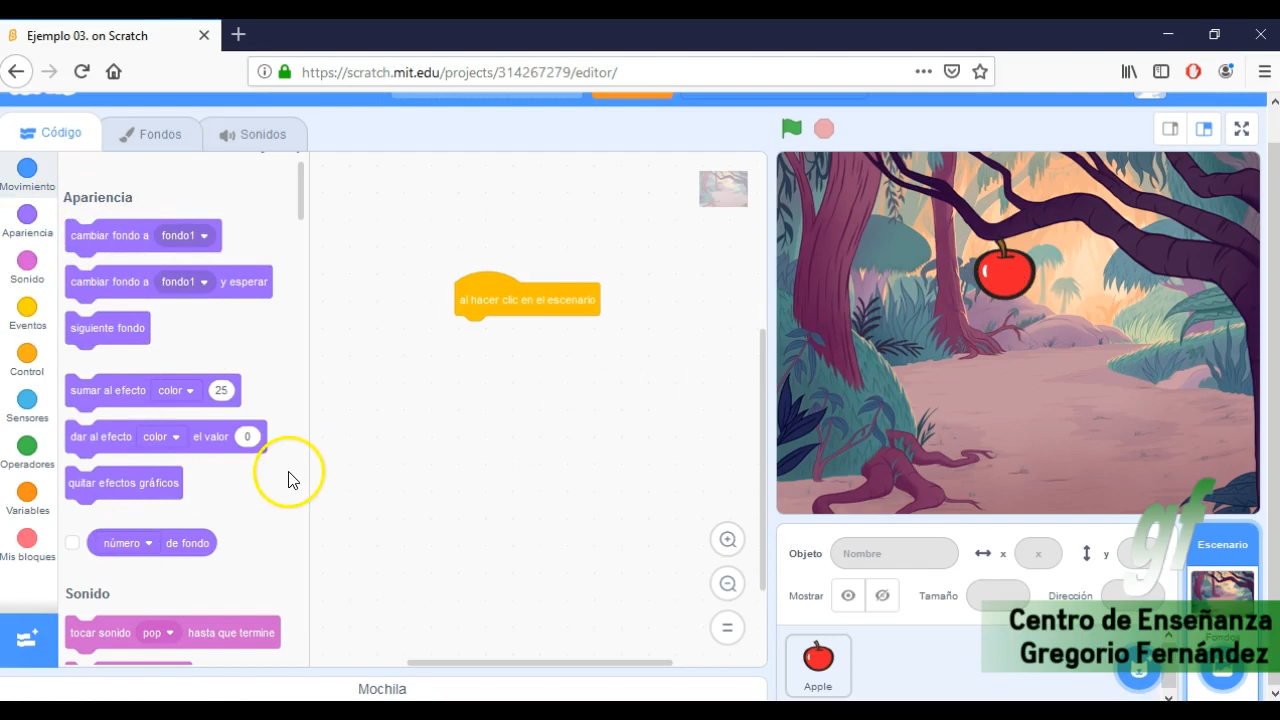 Ejemplo 03. on Scratch
https://scratch.mit.edu/projects/314267279/editor/
Código
Fondos
Sonidos
Movimiento
Apariencia
Sonido
Eventos
Control
Sensores
Operadores
Variables
Mis bloques
Apariencia
cambiar fondo a fondo1
cambiar fondo a fondo1 y esperar
siguiente fondo
sumar al efecto color 25
dar al efecto color el valor 0
quitar efectos gráficos
número de fondo
Sonido
tocar sonido pop hasta que termine
al hacer clic en el escenario
Mochila
Objeto Nombre x x y
Mostrar Tamaño Dirección
Apple
Escenario
Fondos
gf
Centro de Enseñanza
Gregorio Fernández